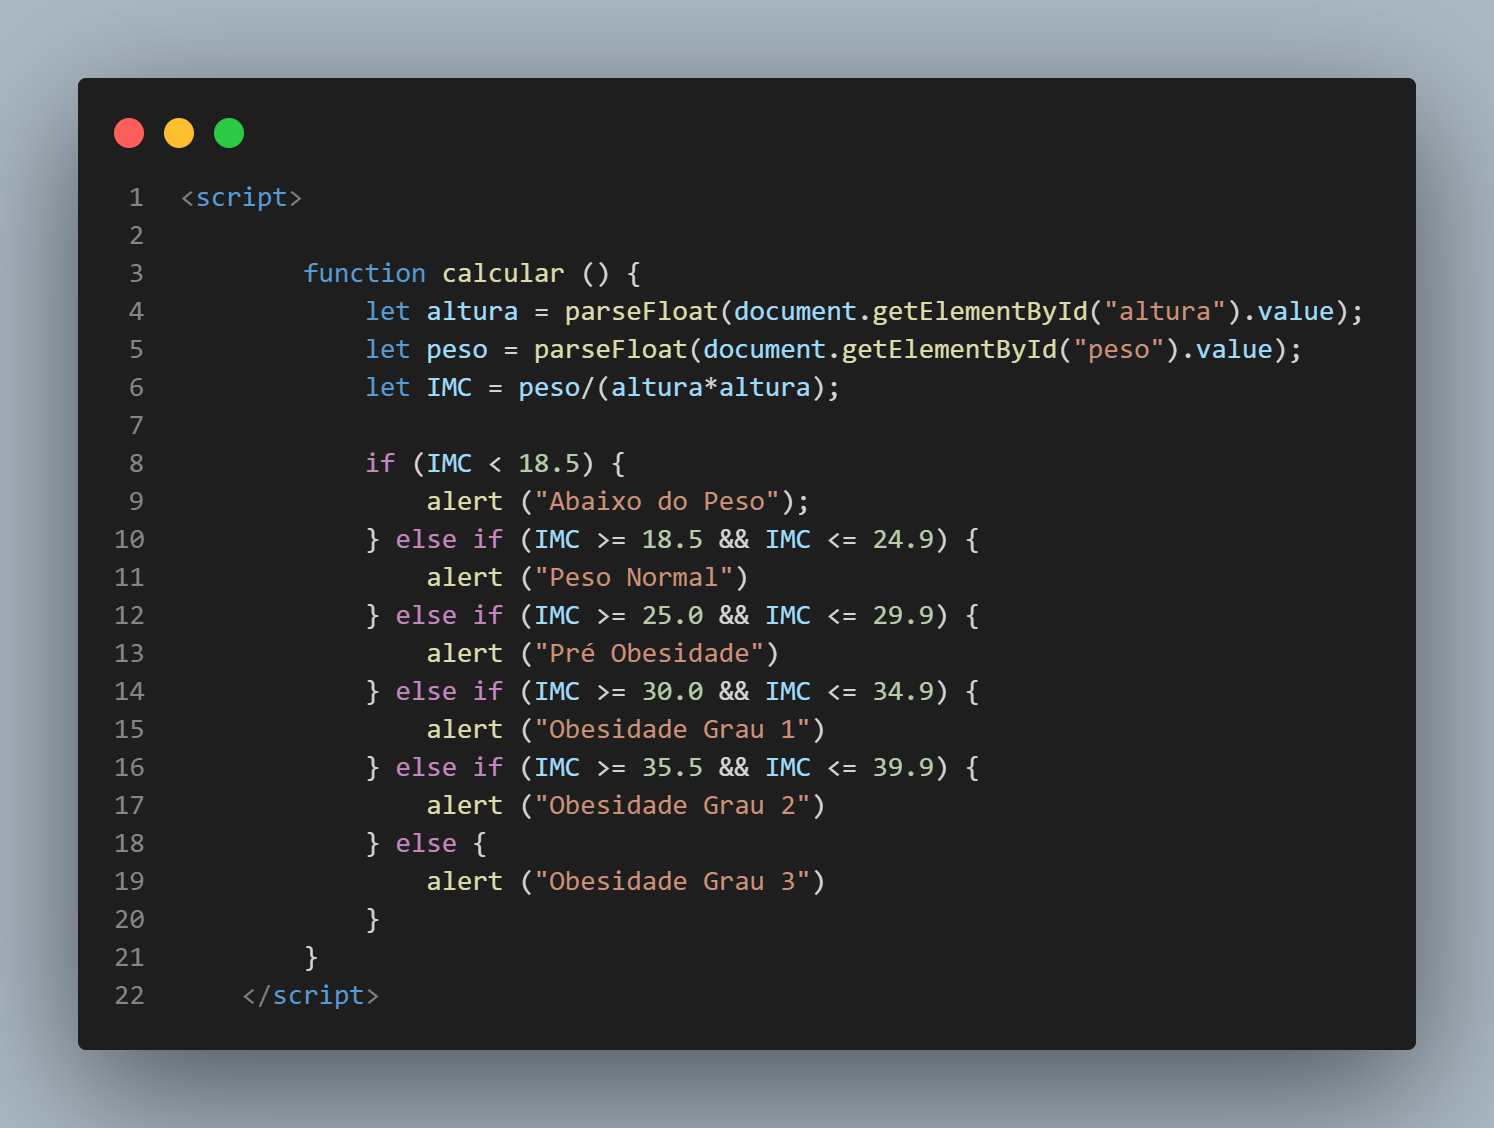 1 <script>
2
3 function calcular () {
4 let altura = parseFloat(document.getElementById("altura").value);
5 let peso = parseFloat(document.getElementById("peso").value);
6 let IMC = peso/(altura*altura);
7
8 if (IMC < 18.5) {
9 alert ("Abaixo do Peso");
10 } else if (IMC >= 18.5 && IMC <= 24.9) {
11 alert ("Peso Normal")
12 } else if (IMC >= 25.0 && IMC <= 29.9) {
13 alert ("Pré Obesidade")
14 } else if (IMC >= 30.0 && IMC <= 34.9) {
15 alert ("Obesidade Grau 1")
16 } else if (IMC >= 35.5 && IMC <= 39.9) {
17 alert ("Obesidade Grau 2")
18 } else {
19 alert ("Obesidade Grau 3")
20 }
21 }
22 </script>